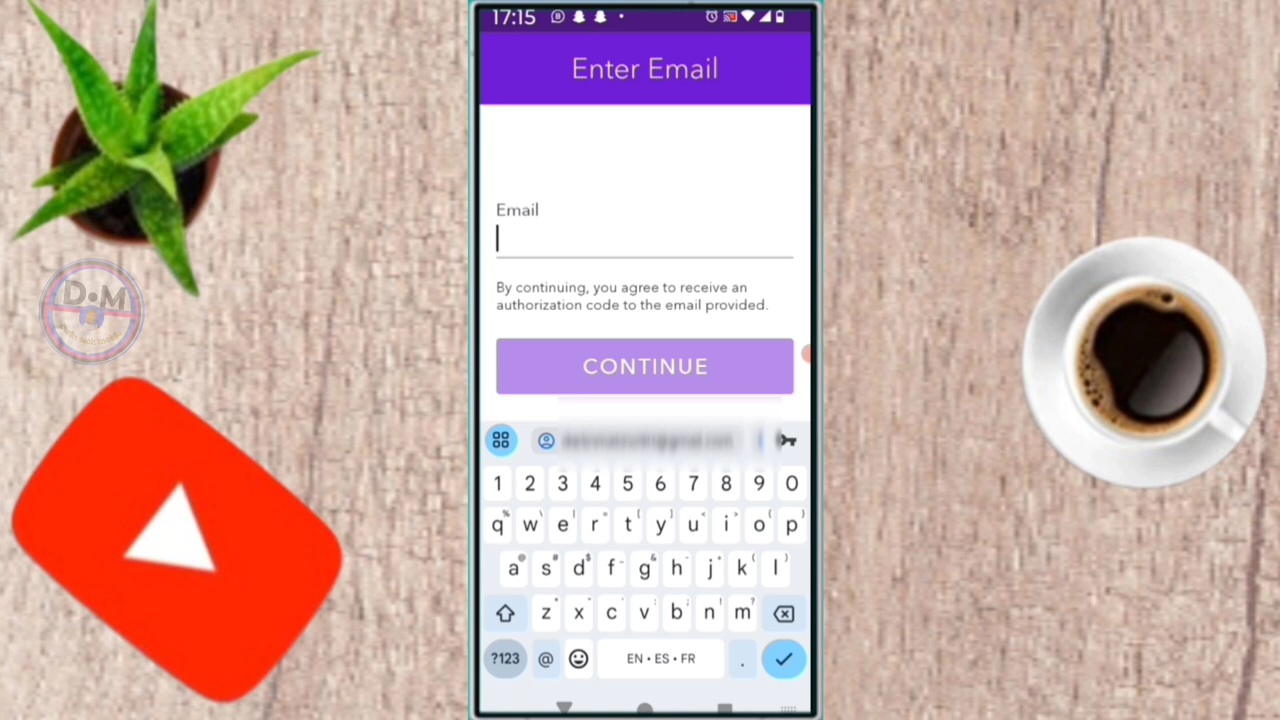 17:15
Enter Email
Email
By continuing, you agree to receive an
authorization code to the email provided.
CONTINUE
1 2 3 4 5 6 7 8 9 0
q w e r t y u i o p
a s d f g h j k l
z x c v b n m
?123 @ EN • ES • FR .
D•M